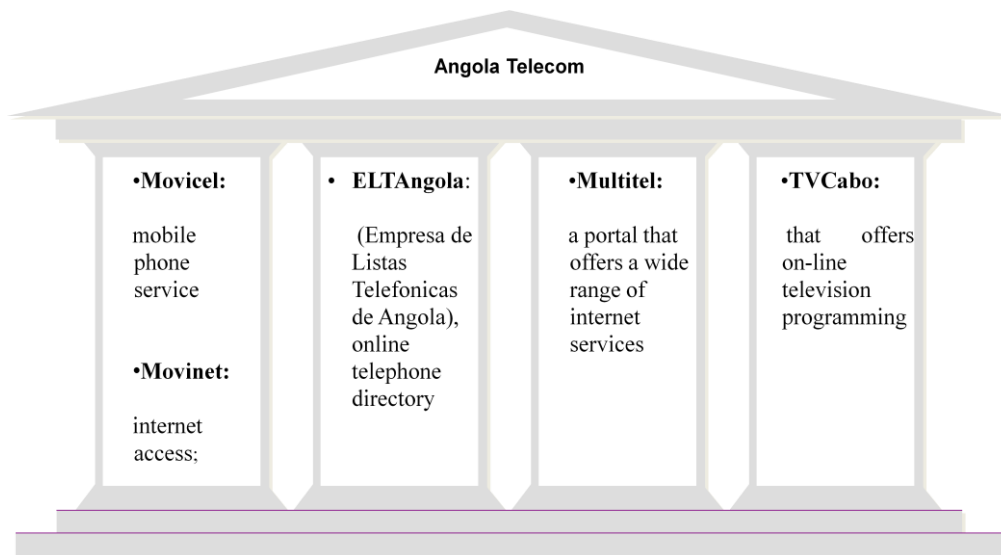 Angola Telecom
•Movicel:
mobile
phone
service
•Movinet:
internet
access;
• ELTAngola:
(Empresa de
Listas
Telefonicas
de Angola),
online
telephone
directory
•Multitel:
a portal that
offers a wide
range of
internet
services
•TVCabo:
that offers
on-line
television
programming